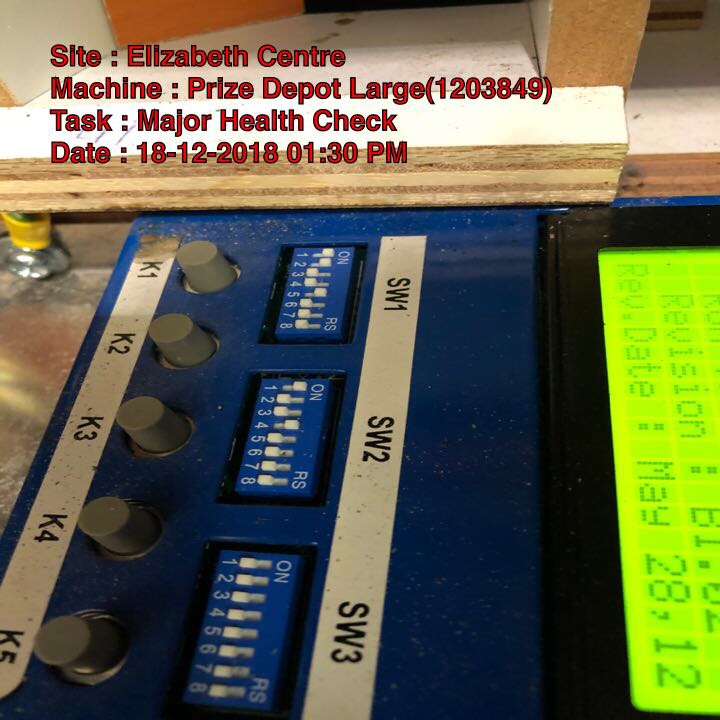 Site : Elizabeth Centre
Machine : Prize Depot Large(1203849)
Task : Major Health Check
Date : 18-12-2018 01:30 PM
K1
K2
K3
K4
K5
ON
1 2 3 4 5 6 7 8
RS
SW1
ON
1 2 3 4 5 6 7 8
RS
SW2
ON
1 2 3 4 5 6 7 8
RS
SW3
Revision : B1.02
Rev.Date : May 28,12